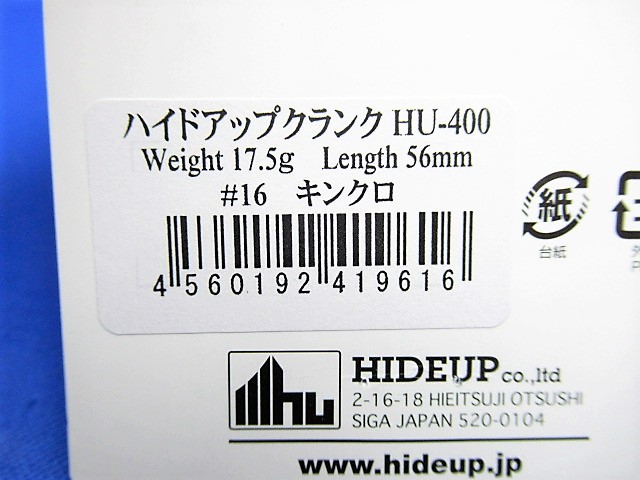 ハイドアップクランク HU-400
Weight 17.5g Length 56mm
#16 キンクロ
4 560192 419616
紙
台紙
hu
HIDEUP co.,ltd
2-16-18 HIEITSUJI OTSUSHI
SIGA JAPAN 520-0104
www.hideup.jp